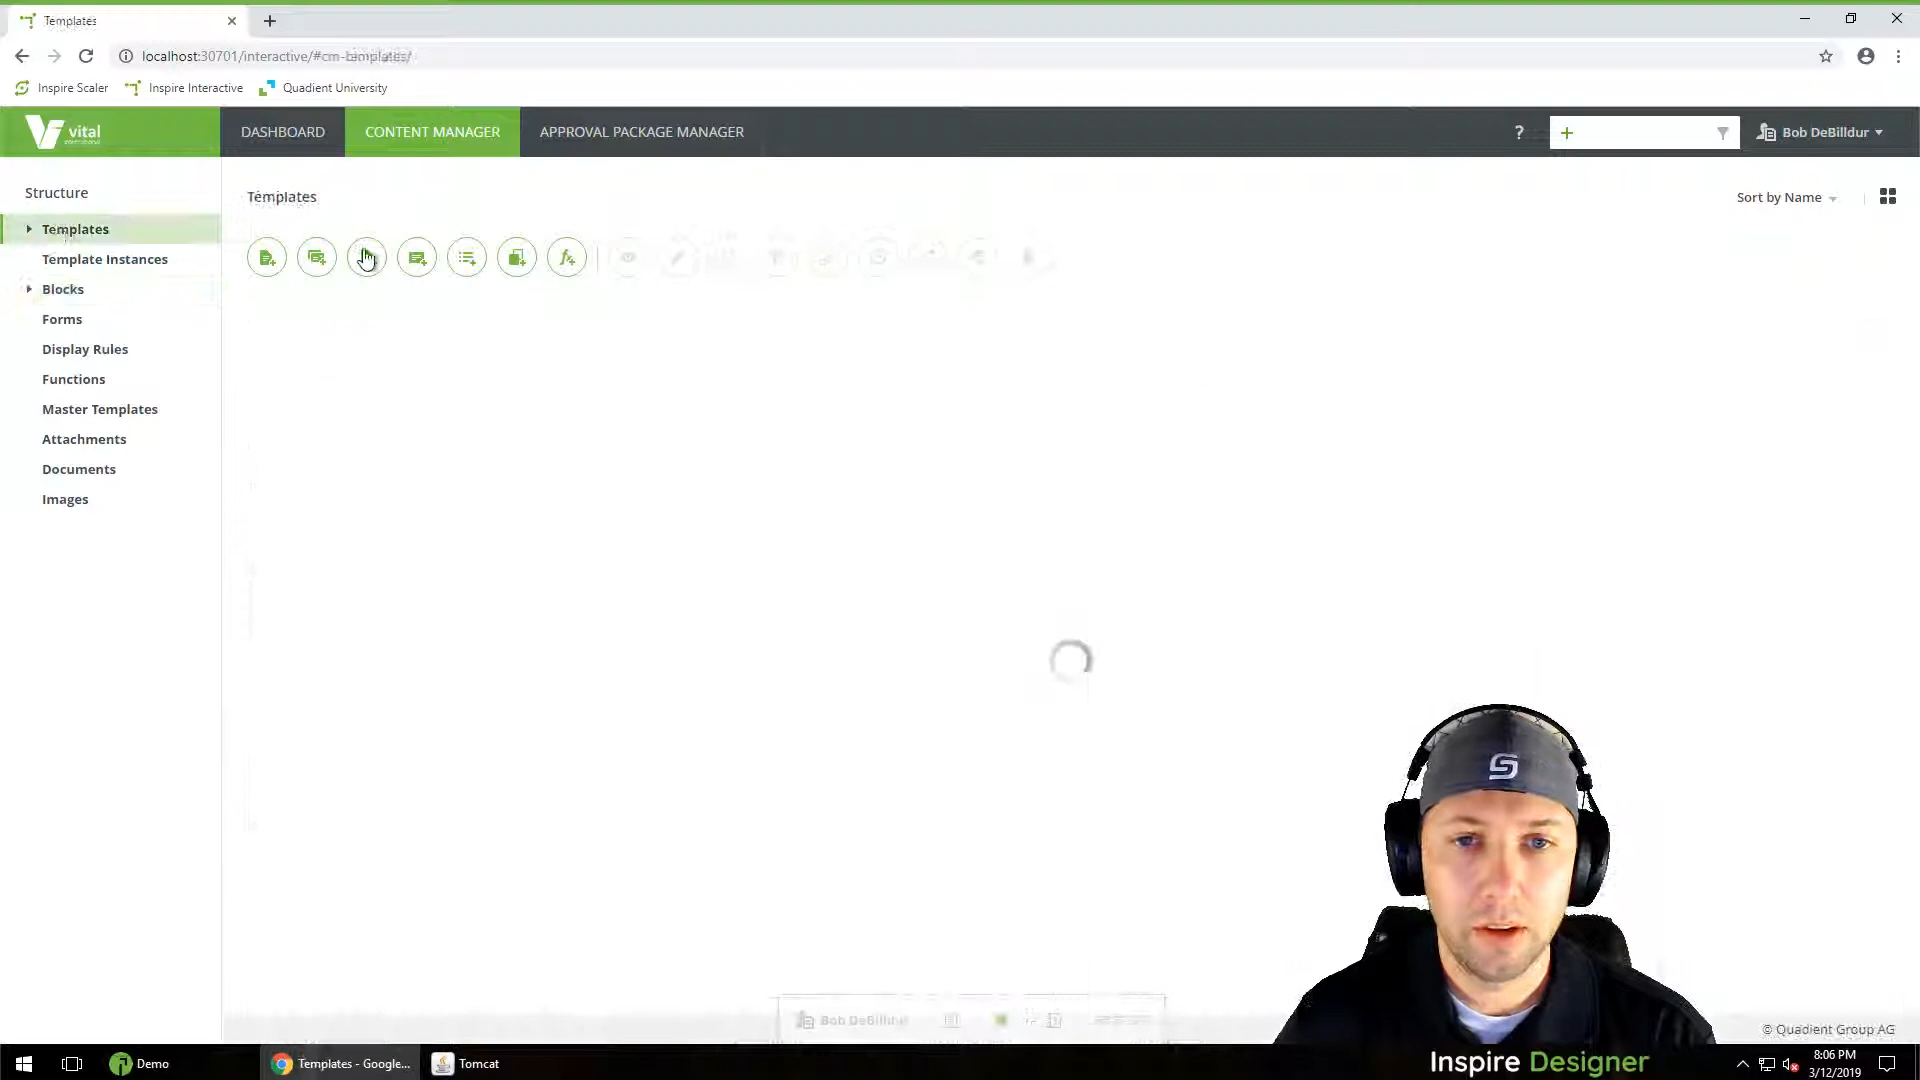 Templates
localhost:30701/interactive/#cm-templates/
Inspire Scaler
Inspire Interactive
Quadient University
vital
DASHBOARD
CONTENT MANAGER
APPROVAL PACKAGE MANAGER
?
Bob DeBilldur
Structure
Templates
Template Instances
Blocks
Forms
Display Rules
Functions
Master Templates
Attachments
Documents
Images
Templates
Sort by Name
Bob DeBilldur
© Quadient Group AG
Demo
Templates - Google...
Tomcat
Inspire Designer
8:06 PM
3/12/2019